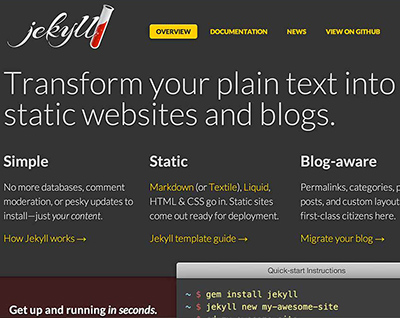 jekyll
OVERVIEW DOCUMENTATION NEWS VIEW ON GITHUB
Transform your plain text into
static websites and blogs.
Simple
No more databases, comment
moderation, or pesky updates to
install—just your content.
How Jekyll works →
Static
Markdown (or Textile), Liquid,
HTML & CSS go in. Static sites
come out ready for deployment.
Jekyll template guide →
Blog-aware
Permalinks, categories, p
posts, and custom layout
first-class citizens here.
Migrate your blog →
Get up and running in seconds.
Quick-start Instructions
~ $ gem install jekyll
~ $ jekyll new my-awesome-site